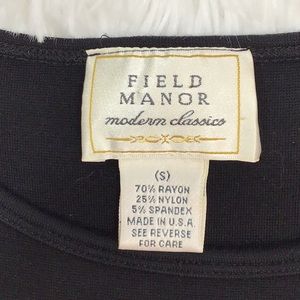 FIELD
MANOR
modern classics
(S)
70% RAYON
25% NYLON
5% SPANDEX
MADE IN U.S.A.
SEE REVERSE
FOR CARE